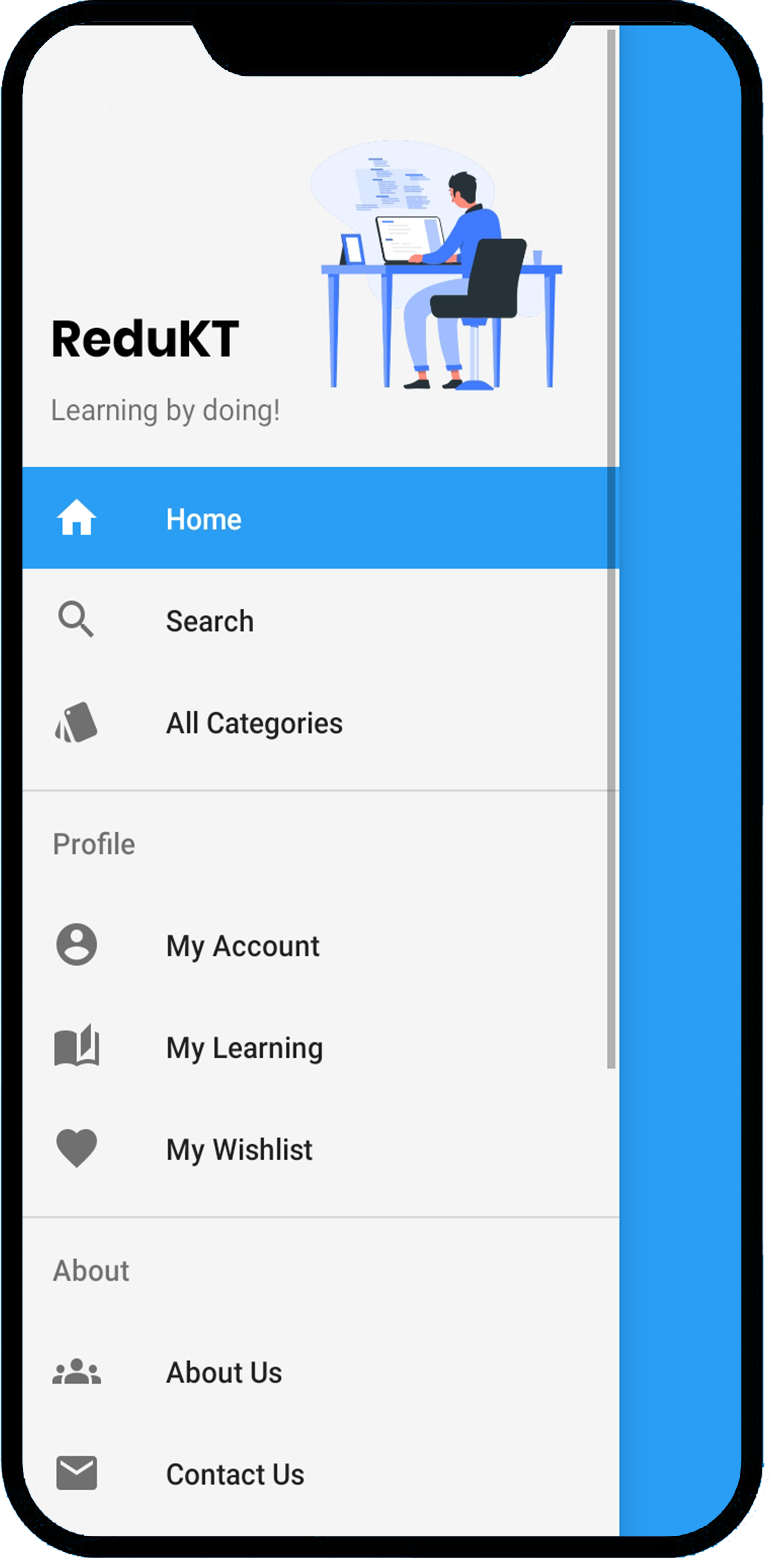 ReduKT
Learning by doing!
Home
Search
All Categories
Profile
My Account
My Learning
My Wishlist
About
About Us
Contact Us